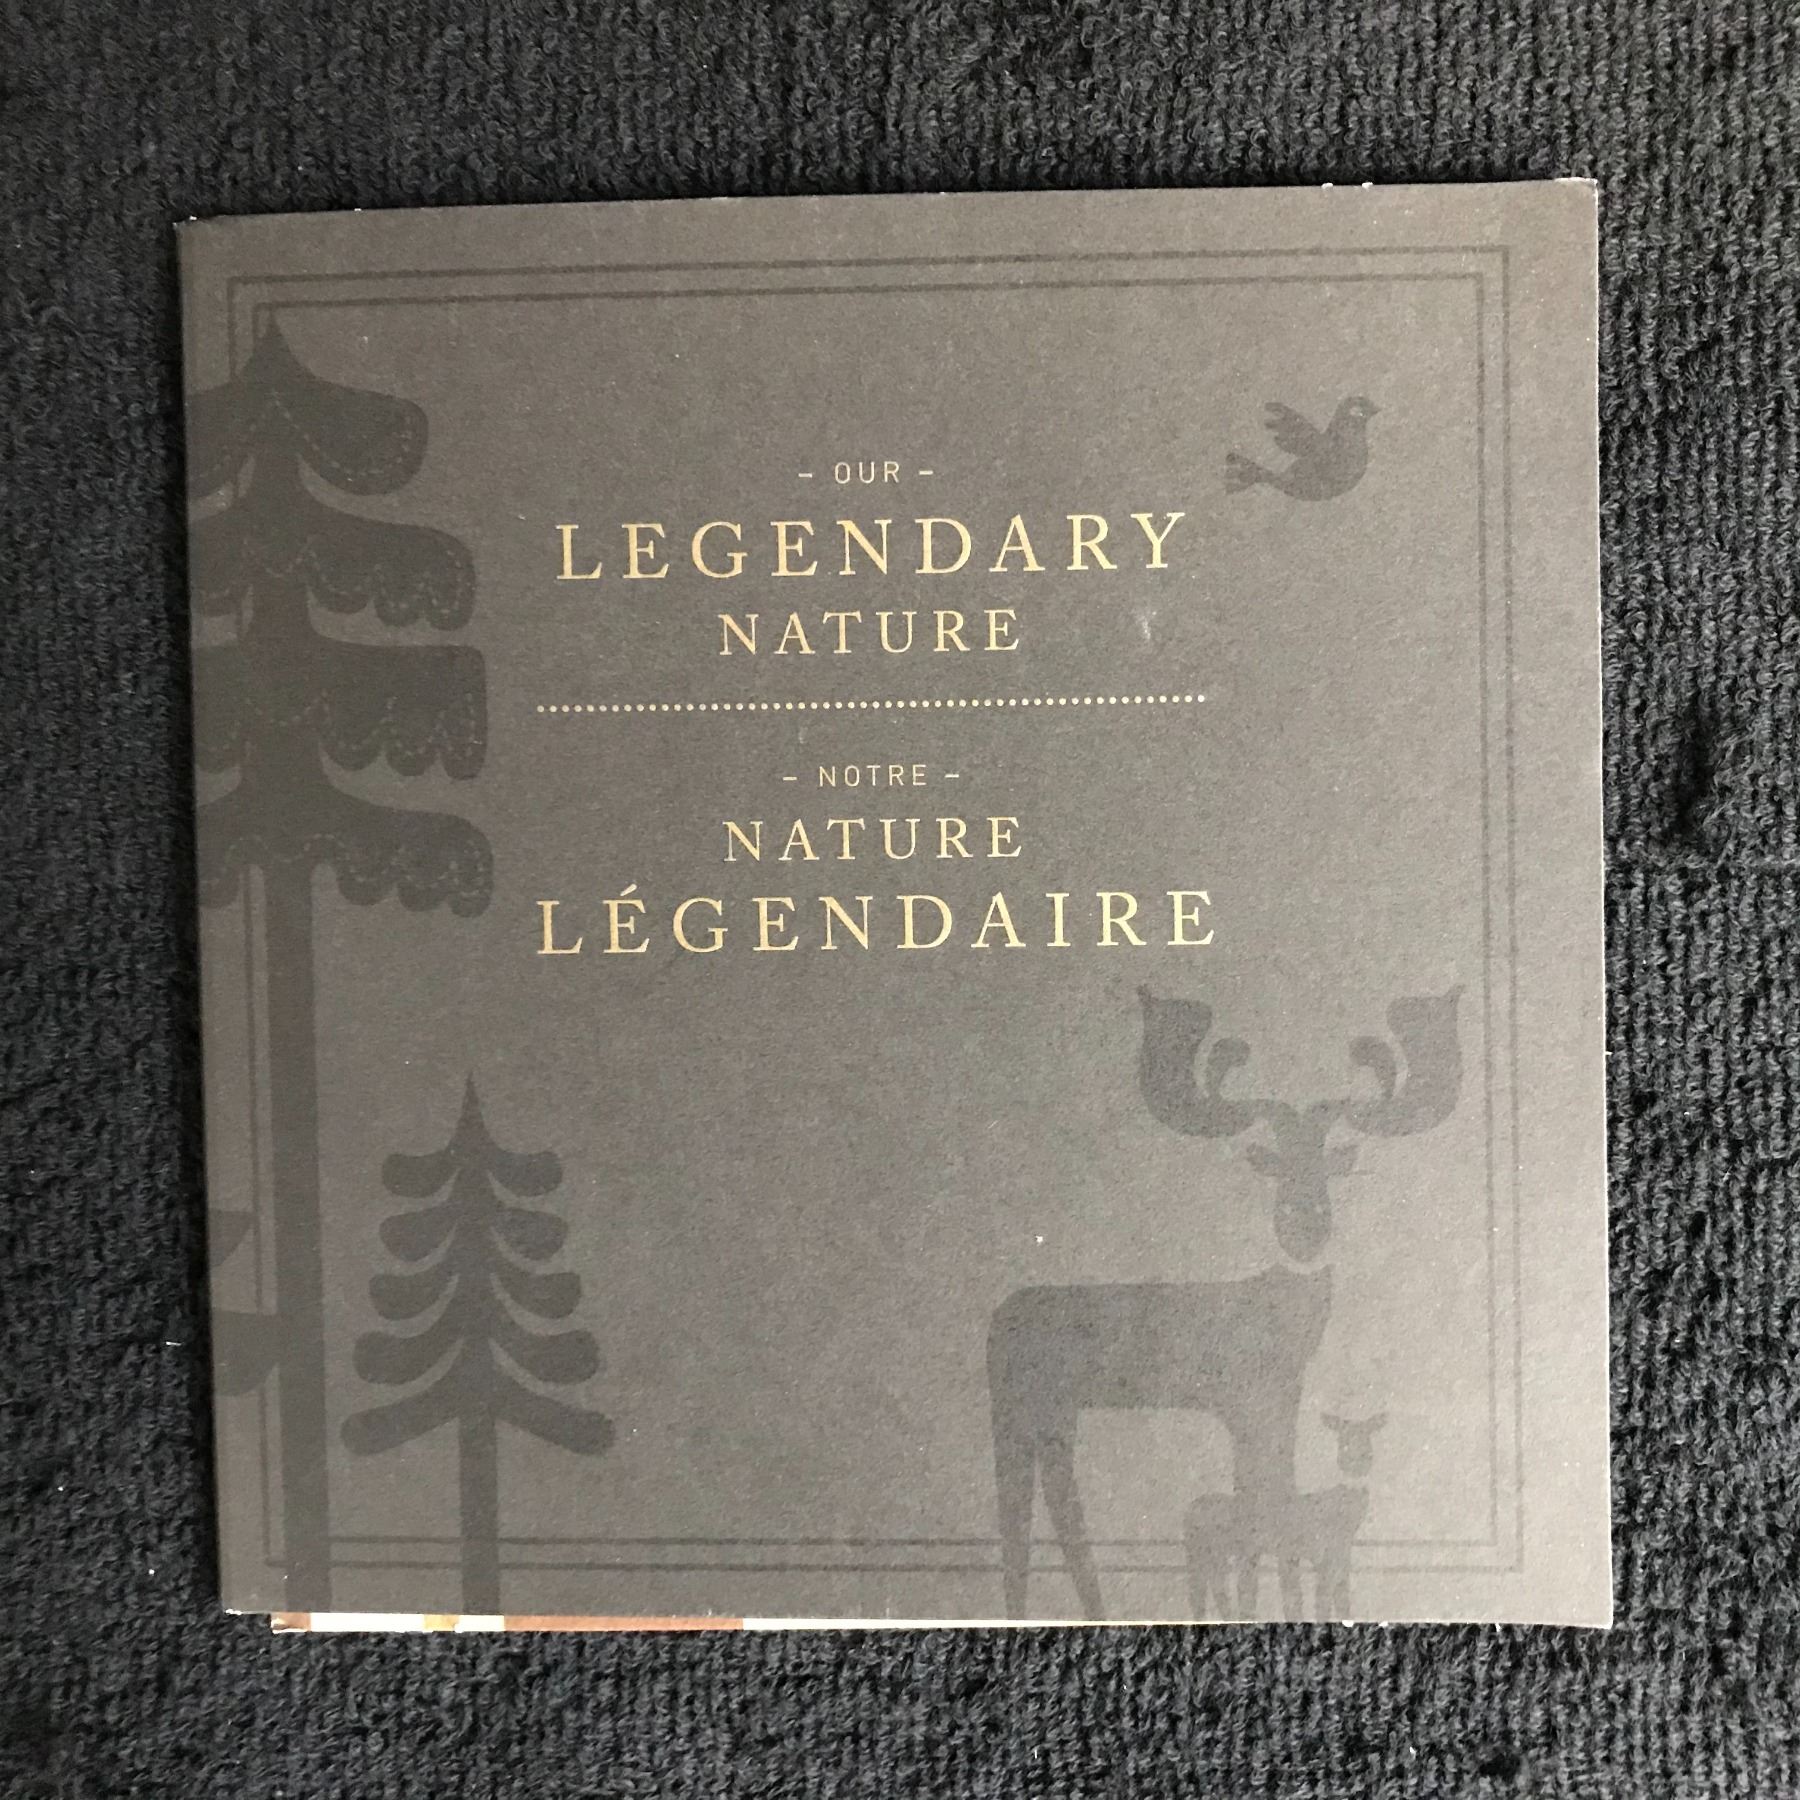 - OUR -
LEGENDARY
NATURE
- NOTRE -
NATURE
LÉGENDAIRE